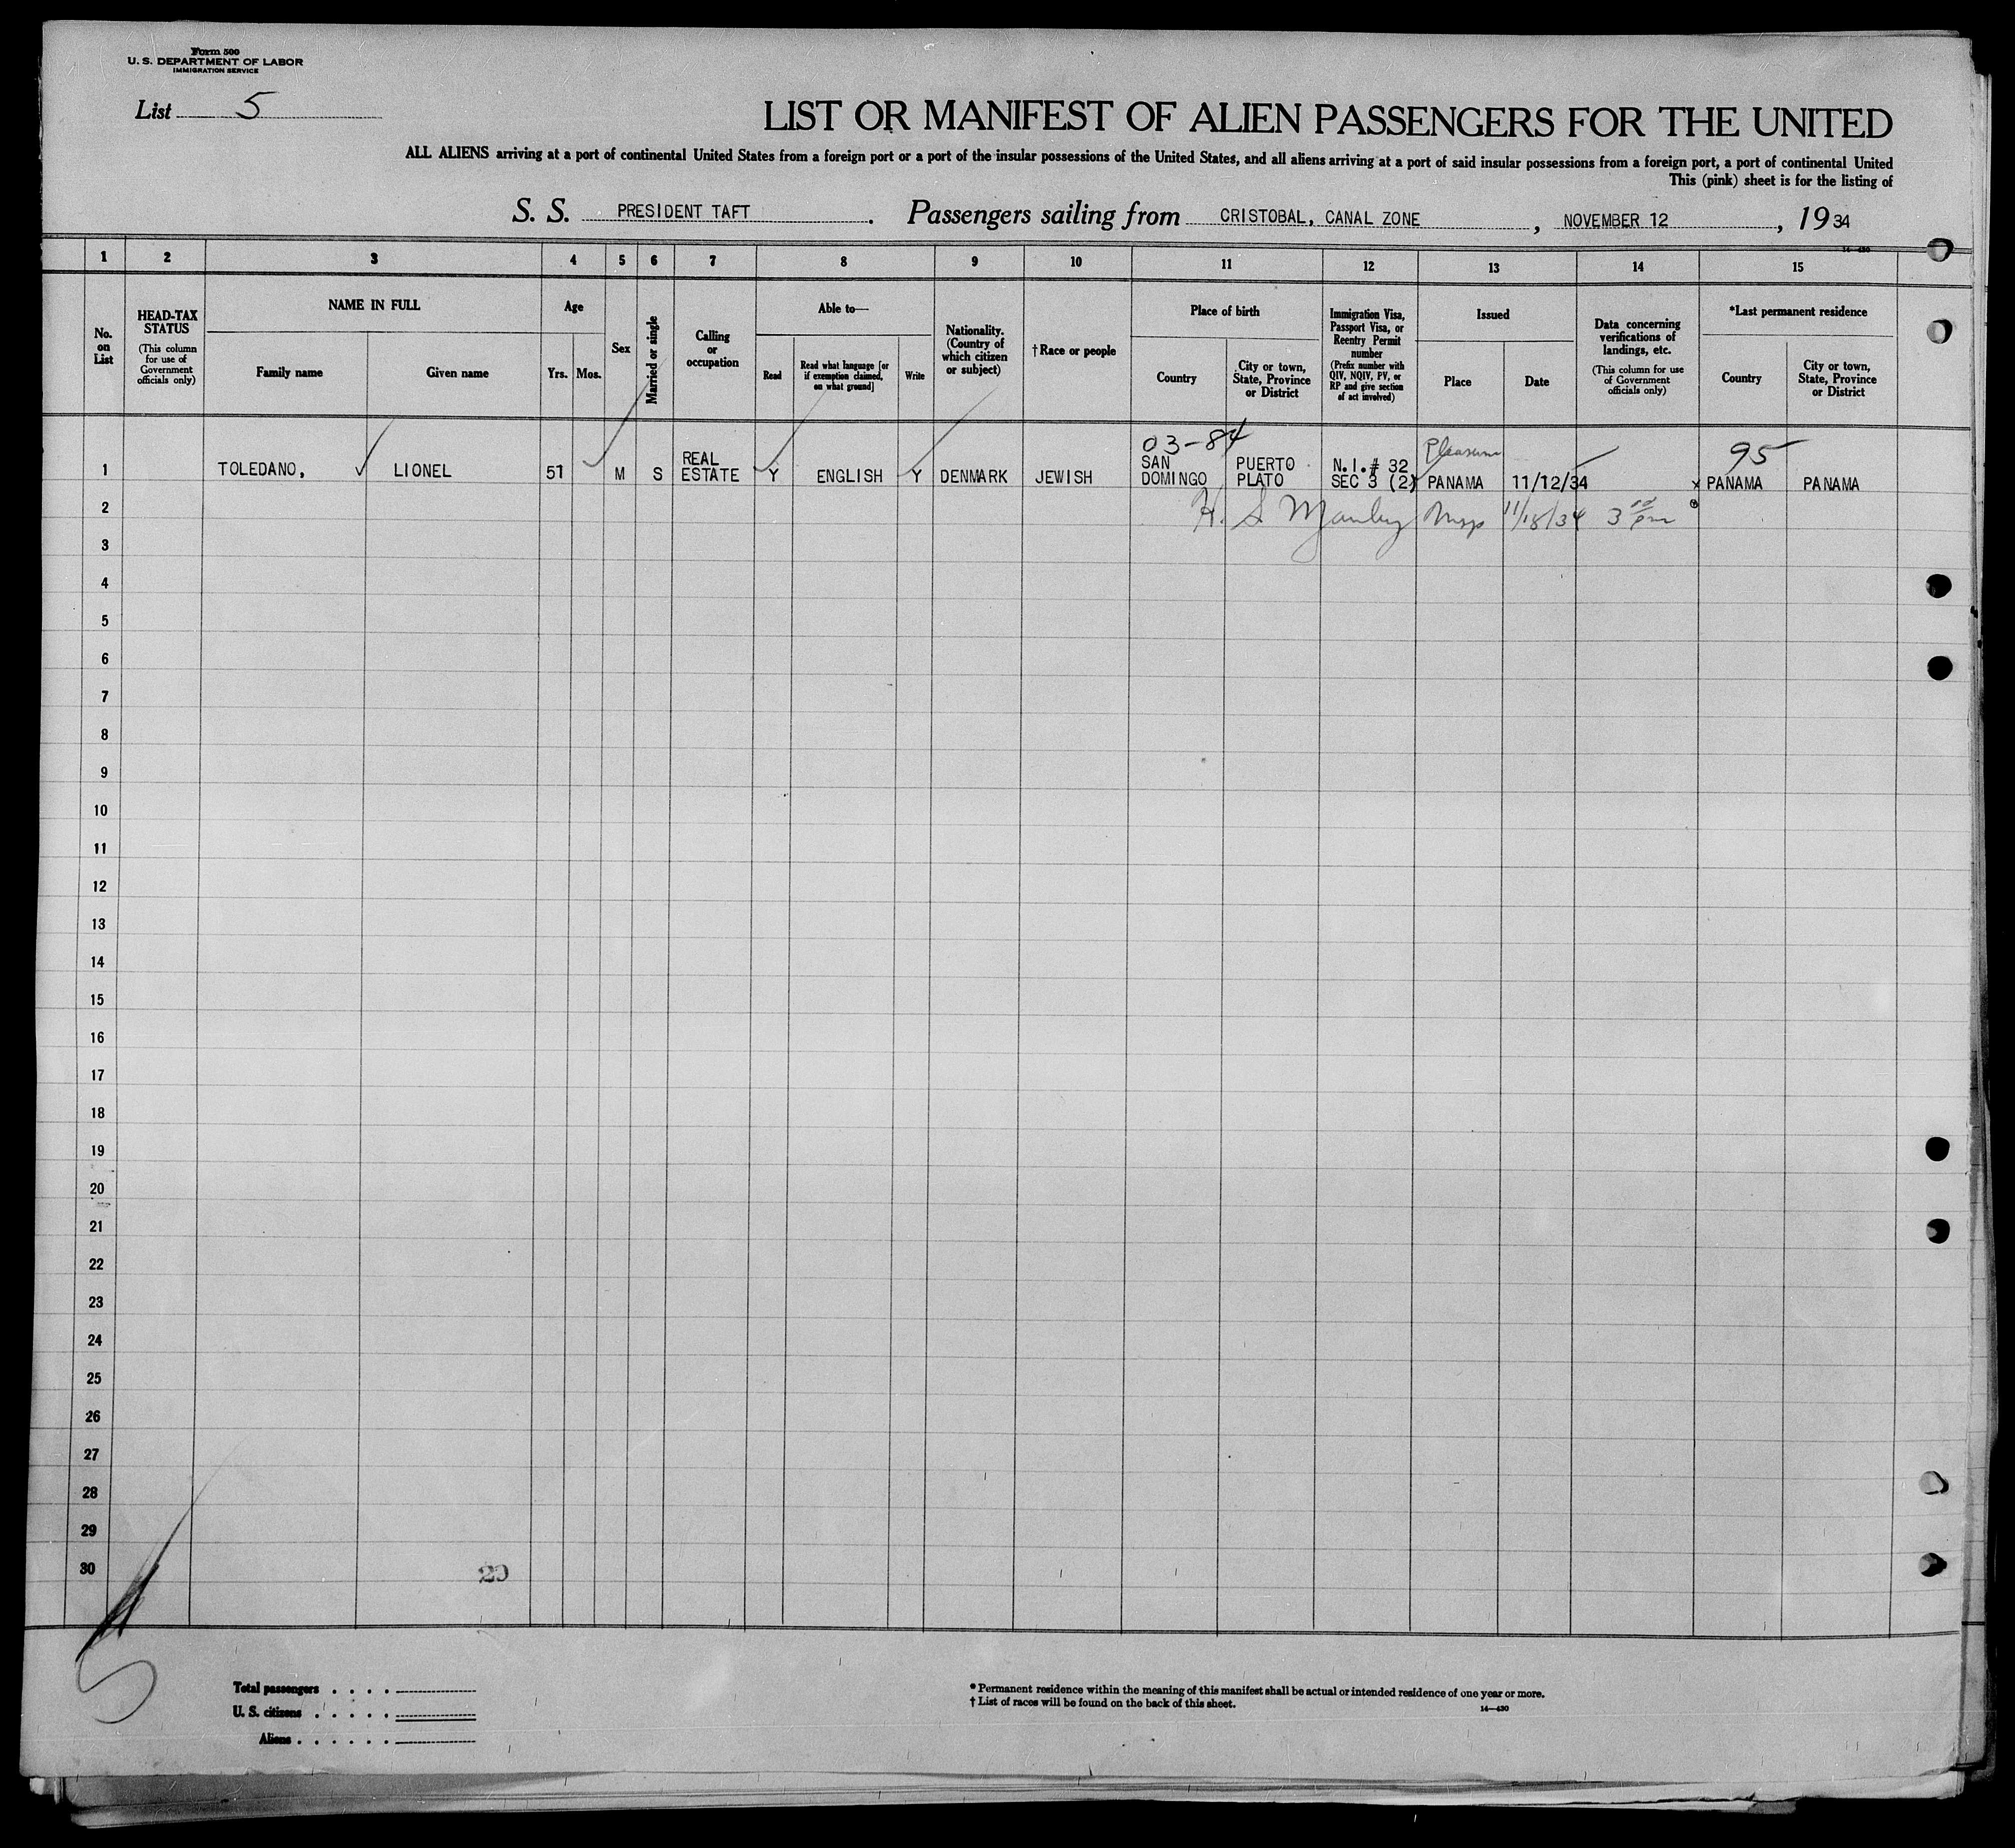 Form 500
U. S. DEPARTMENT OF LABOR
IMMIGRATION SERVICE
List 5
LIST OR MANIFEST OF ALIEN PASSENGERS FOR THE UNITED
ALL ALIENS arriving at a port of continental United States from a foreign port or a port of the insular possessions of the United States, and all aliens arriving at a port of said insular possessions from a foreign port, a port of continental United
This (pink) sheet is for the listing of
S. S. PRESIDENT TAFT . Passengers sailing from CRISTOBAL, CANAL ZONE , NOVEMBER 12 , 1934
14—430
1 2 3 4 5 6 7 8 9 10 11 12 13 14 15
No. on List
HEAD-TAX STATUS (This column for use of Government officials only)
NAME IN FULL
Family name
Given name
Age
Yrs. Mos.
Sex
Married or single
Calling or occupation
Able to—
Read
Read what language [or if exemption claimed, on what ground]
Write
Nationality. (Country of which citizen or subject)
†Race or people
Place of birth
Country
City or town, State, Province or District
Immigration Visa, Passport Visa, or Reentry Permit number (Prefix number with QIV, NQIV, PV, or RP and give section of act involved)
Issued
Place
Date
Data concerning verifications of landings, etc. (This column for use of Government officials only)
*Last permanent residence
Country
City or town, State, Province or District
03-84 Pleasure 95
1 TOLEDANO, LIONEL 51 M S REAL ESTATE Y ENGLISH Y DENMARK JEWISH SAN DOMINGO PUERTO PLATO N.I.# 32 SEC 3 (2) PANAMA 11/12/34 x PANAMA PANAMA
2 H. S. Manley Insp 11/18/34 3 pm
3
4
5
6
7
8
9
10
11
12
13
14
15
16
17
18
19
20
21
22
23
24
25
26
27
28
29
30
20
5
Total passengers
U. S. citizens
Aliens
* Permanent residence within the meaning of this manifest shall be actual or intended residence of one year or more.
† List of races will be found on the back of this sheet.
14—430